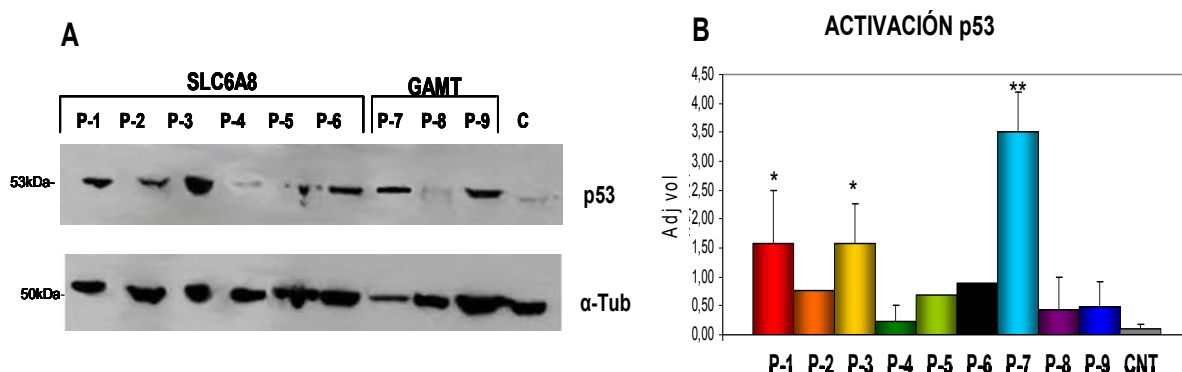 A
SLC6A8
GAMT
P-1 P-2 P-3 P-4 P-5 P-6 P-7 P-8 P-9 C
53kDa-
p53
50kDa-
α-Tub
B
ACTIVACIÓN p53
Adj vol
4,50
4,00
3,50
3,00
2,50
2,00
1,50
1,00
0,50
0,00
*
*
**
P-1 P-2 P-3 P-4 P-5 P-6 P-7 P-8 P-9 CNT